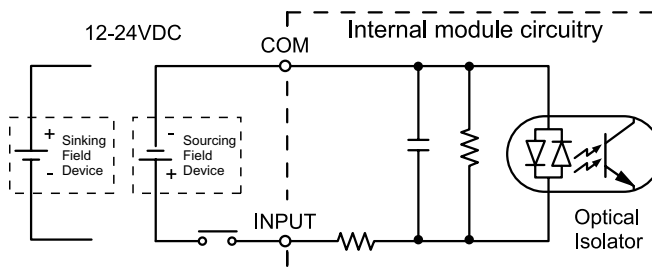 12-24VDC
COM
Internal module circuitry
+
Sinking
Field
Device
-
-
Sourcing
Field
Device
+
INPUT
Optical
Isolator